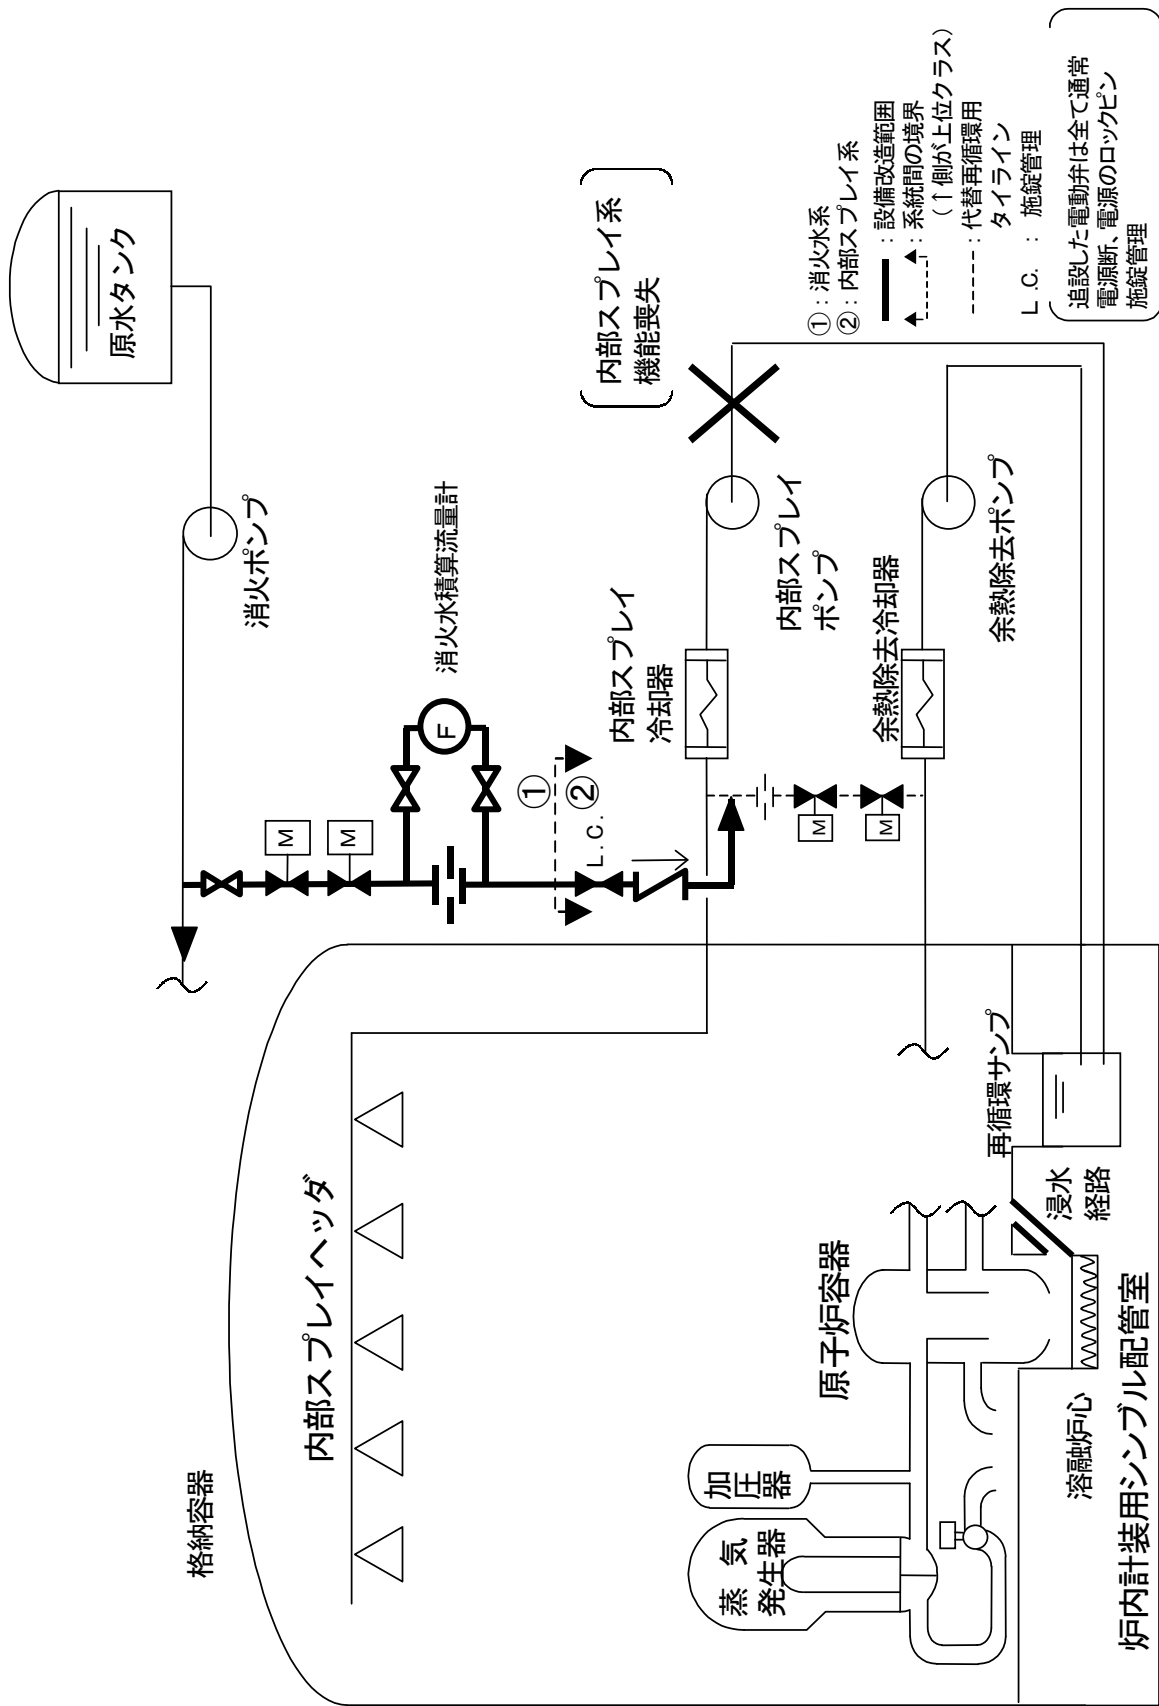 原水タンク
消火ポンプ
消火水積算流量計
M
M
F
①
②
L.C.
内部スプレイ系
機能喪失
内部スプレイ
冷却器
内部スプレイ
ポンプ
余熱除去冷却器
余熱除去ポンプ
M
M
格納容器
内部スプレイヘッダ
加
圧
器
蒸 気
発生器
原子炉容器
再循環サンプ
浸水
経路
溶融炉心
炉内計装用シンブル配管室
①：消火水系
②：内部スプレイ系
：設備改造範囲
：系統間の境界
（↑側が上位クラス）
：代替再循環用
タイライン
L.C. ： 施錠管理
追設した電動弁は全て通常
電源断、電源のロックピン
施錠管理